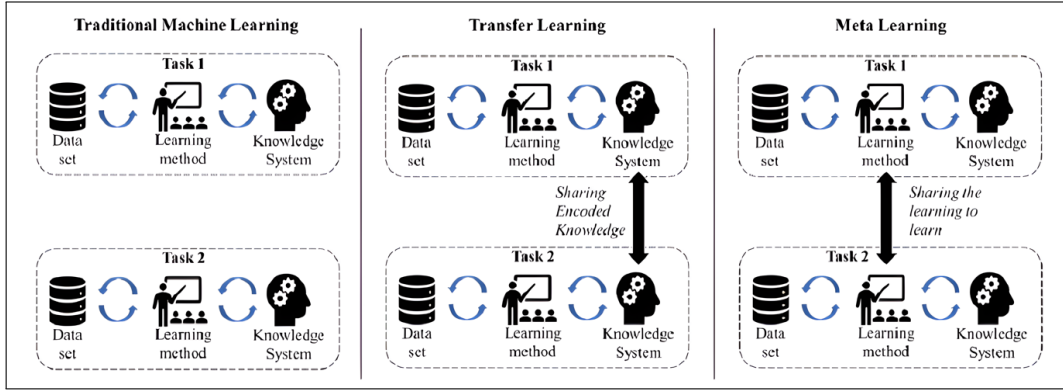 Traditional Machine Learning
Task 1
Data
set
Learning
method
Knowledge
System
Task 2
Data
set
Learning
method
Knowledge
System
Transfer Learning
Task 1
Data
set
Learning
method
Knowledge
System
Sharing
Encoded
Knowledge
Task 2
Data
set
Learning
method
Knowledge
System
Meta Learning
Task 1
Data
set
Learning
method
Knowledge
System
Sharing the
learning to
learn
Task 2
Data
set
Learning
method
Knowledge
System